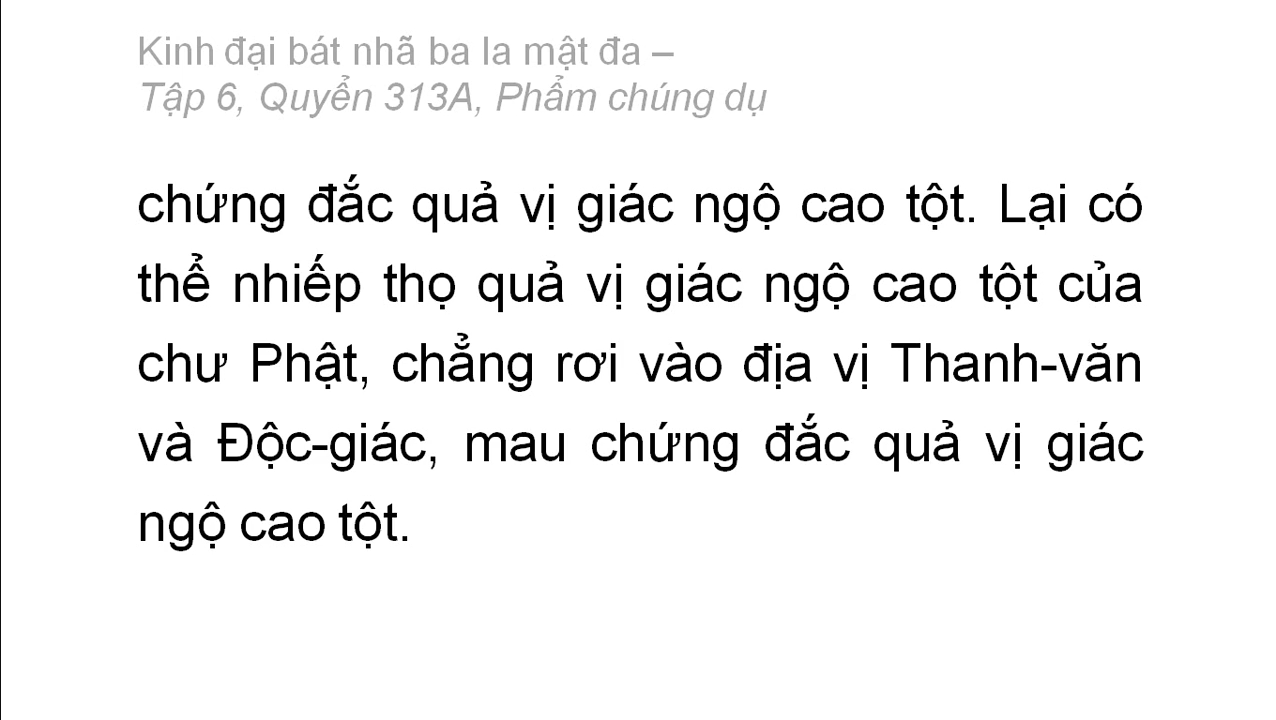 Kinh đại bát nhã ba la mật đa –
Tập 6, Quyển 313A, Phẩm chúng dụ
chứng đắc quả vị giác ngộ cao tột. Lại có
thể nhiếp thọ quả vị giác ngộ cao tột của
chư Phật, chẳng rơi vào địa vị Thanh-văn
và Độc-giác, mau chứng đắc quả vị giác
ngộ cao tột.